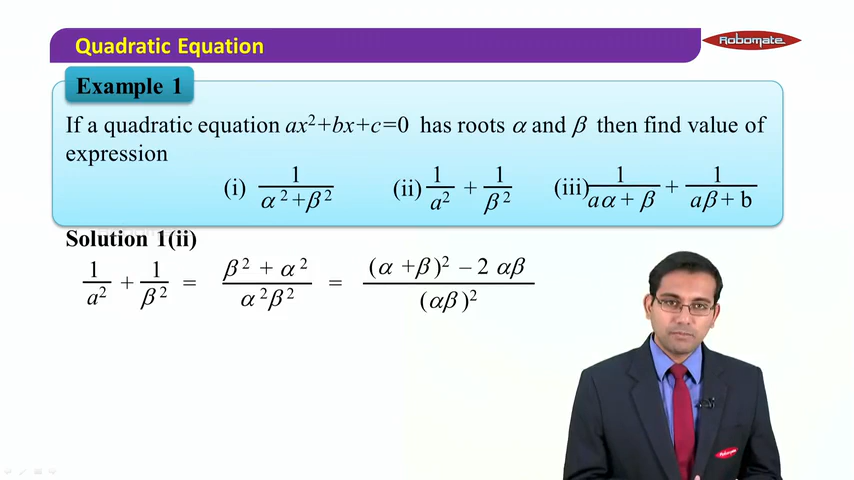 Quadratic Equation
Robomate
Example 1
If a quadratic equation ax²+bx+c=0 has roots α and β then find value of
expression
(i) 1/(α²+β²) (ii) 1/a² + 1/β² (iii) 1/(aα + β) + 1/(aβ + b)
Solution 1(ii)
1/a² + 1/β² = (β² + α²)/(α²β²) = ((α +β)² – 2 αβ)/(αβ)²